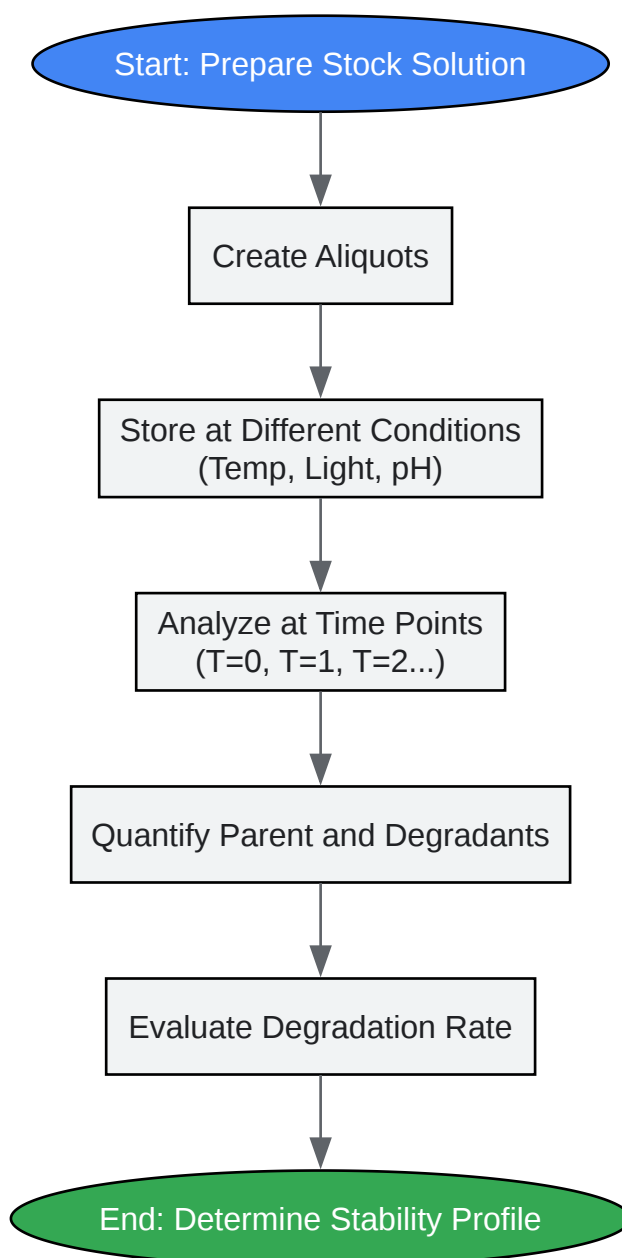 Start: Prepare Stock Solution
Create Aliquots
Store at Different Conditions
(Temp, Light, pH)
Analyze at Time Points
(T=0, T=1, T=2...)
Quantify Parent and Degradants
Evaluate Degradation Rate
End: Determine Stability Profile